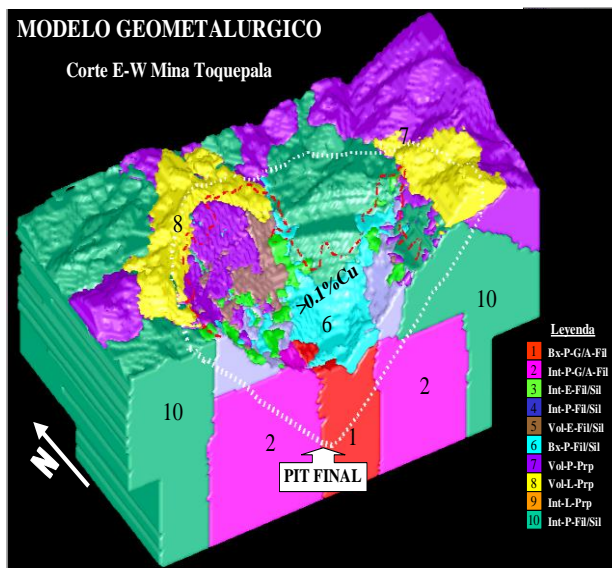 MODELO GEOMETALURGICO
Corte E-W Mina Toquepala
7
8
>0.1%Cu
6
10
10
2
2
1
N
PIT FINAL
Leyenda
1 Bx-P-G/A-Fil
2 Int-P-G/A-Fil
3 Int-E-Fil/Sil
4 Int-P-Fil/Sil
5 Vol-E-Fil/Sil
6 Bx-P-Fil/Sil
7 Vol-P-Prp
8 Vol-L-Prp
9 Int-L-Prp
10 Int-P-Fil/Sil